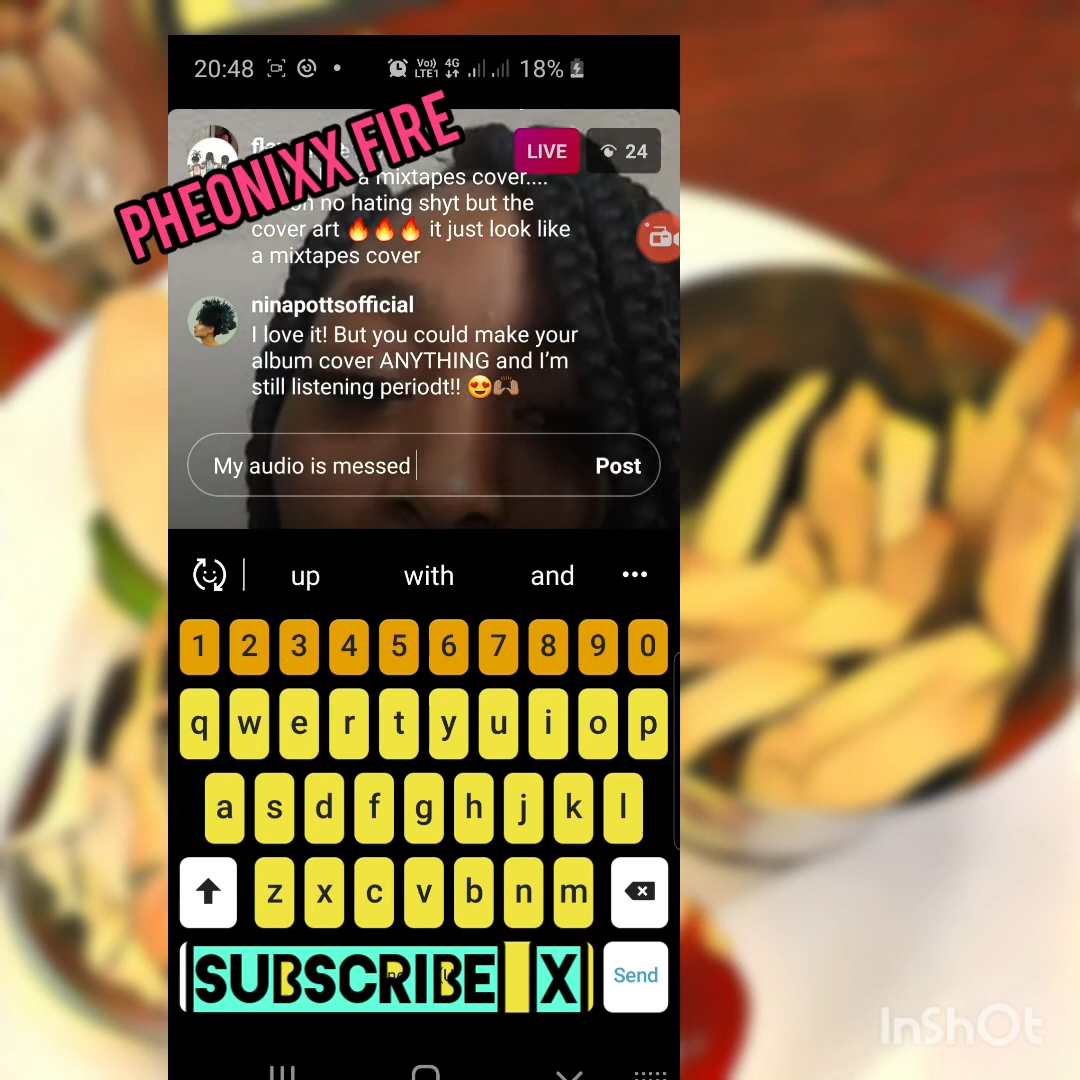 20:48 Vo)) LTE1 4G 18%
PHEONIXX FIRE
LIVE 24
a mixtapes cover....
no hating shyt but the
cover art 🔥🔥🔥 it just look like
a mixtapes cover
ninapottsofficial
I love it! But you could make your
album cover ANYTHING and I’m
still listening periodt!! 😍🙌🏽
My audio is messed Post
up with and •••
1 2 3 4 5 6 7 8 9 0
q w e r t y u i o p
a s d f g h j k l
z x c v b n m
SUBSCRIBE X Send
InShOt